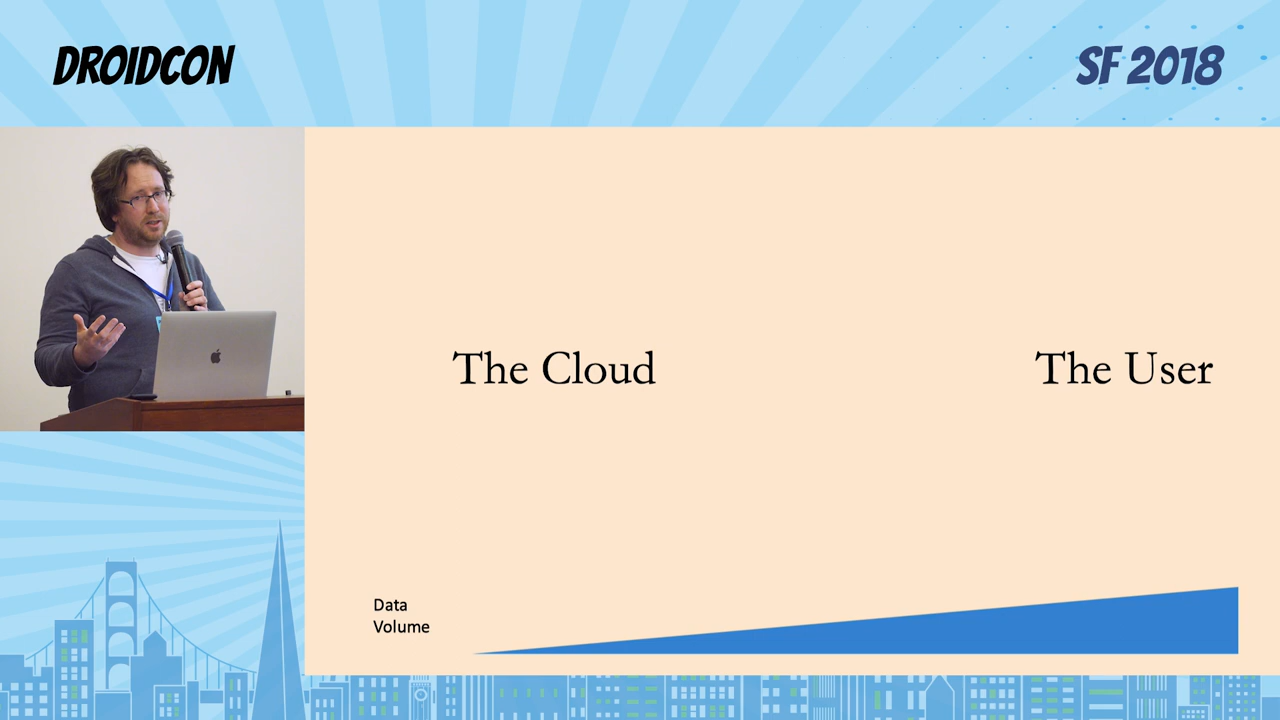 DROIDCON
SF 2018
The Cloud
The User
Data
Volume